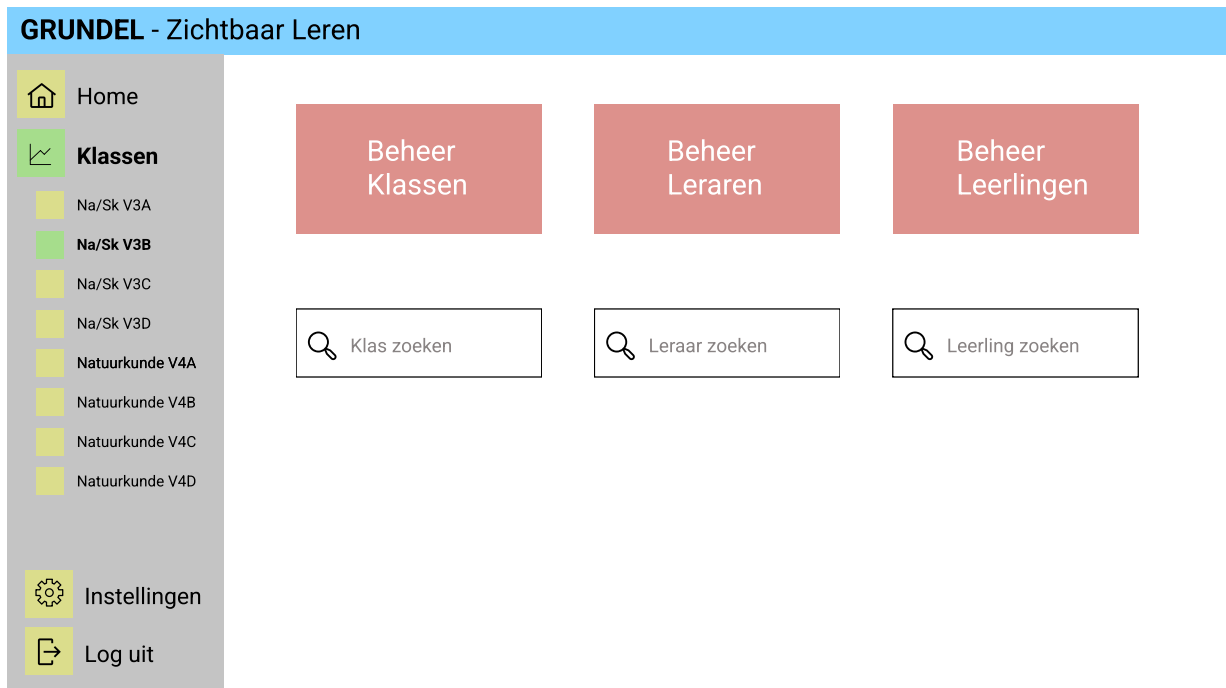 GRUNDEL - Zichtbaar Leren
Home
Klassen
Na/Sk V3A
Na/Sk V3B
Na/Sk V3C
Na/Sk V3D
Natuurkunde V4A
Natuurkunde V4B
Natuurkunde V4C
Natuurkunde V4D
Instellingen
Log uit
Beheer
Klassen
Beheer
Leraren
Beheer
Leerlingen
Klas zoeken
Leraar zoeken
Leerling zoeken